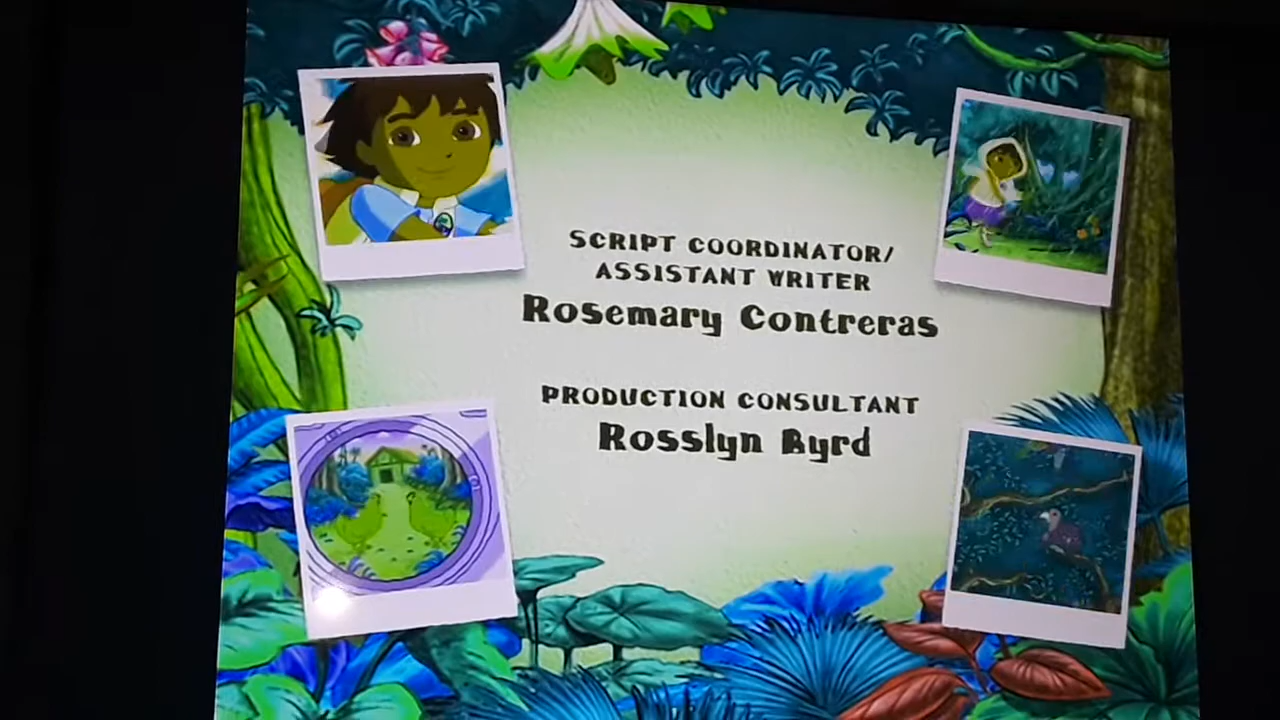 SCRIPT COORDINATOR/
ASSISTANT WRITER
Rosemary Contreras
PRODUCTION CONSULTANT
Rosslyn Byrd